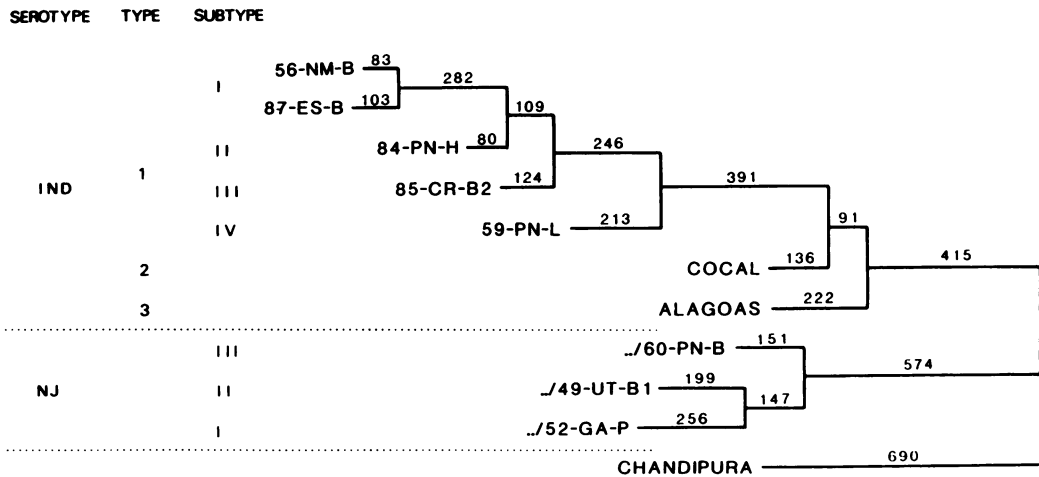 SEROTYPE TYPE SUBTYPE
56-NM-B 83
I 282
87-ES-B 103 109
II 84-PN-H 80 246
1
IND III 85-CR-B2 124 391
IV 59-PN-L 213 91
2 COCAL 136 415
3 ALAGOAS 222
III ../60-PN-B 151
574
NJ II ../49-UT-B1 199
147
I ../52-GA-P 256
CHANDIPURA 690